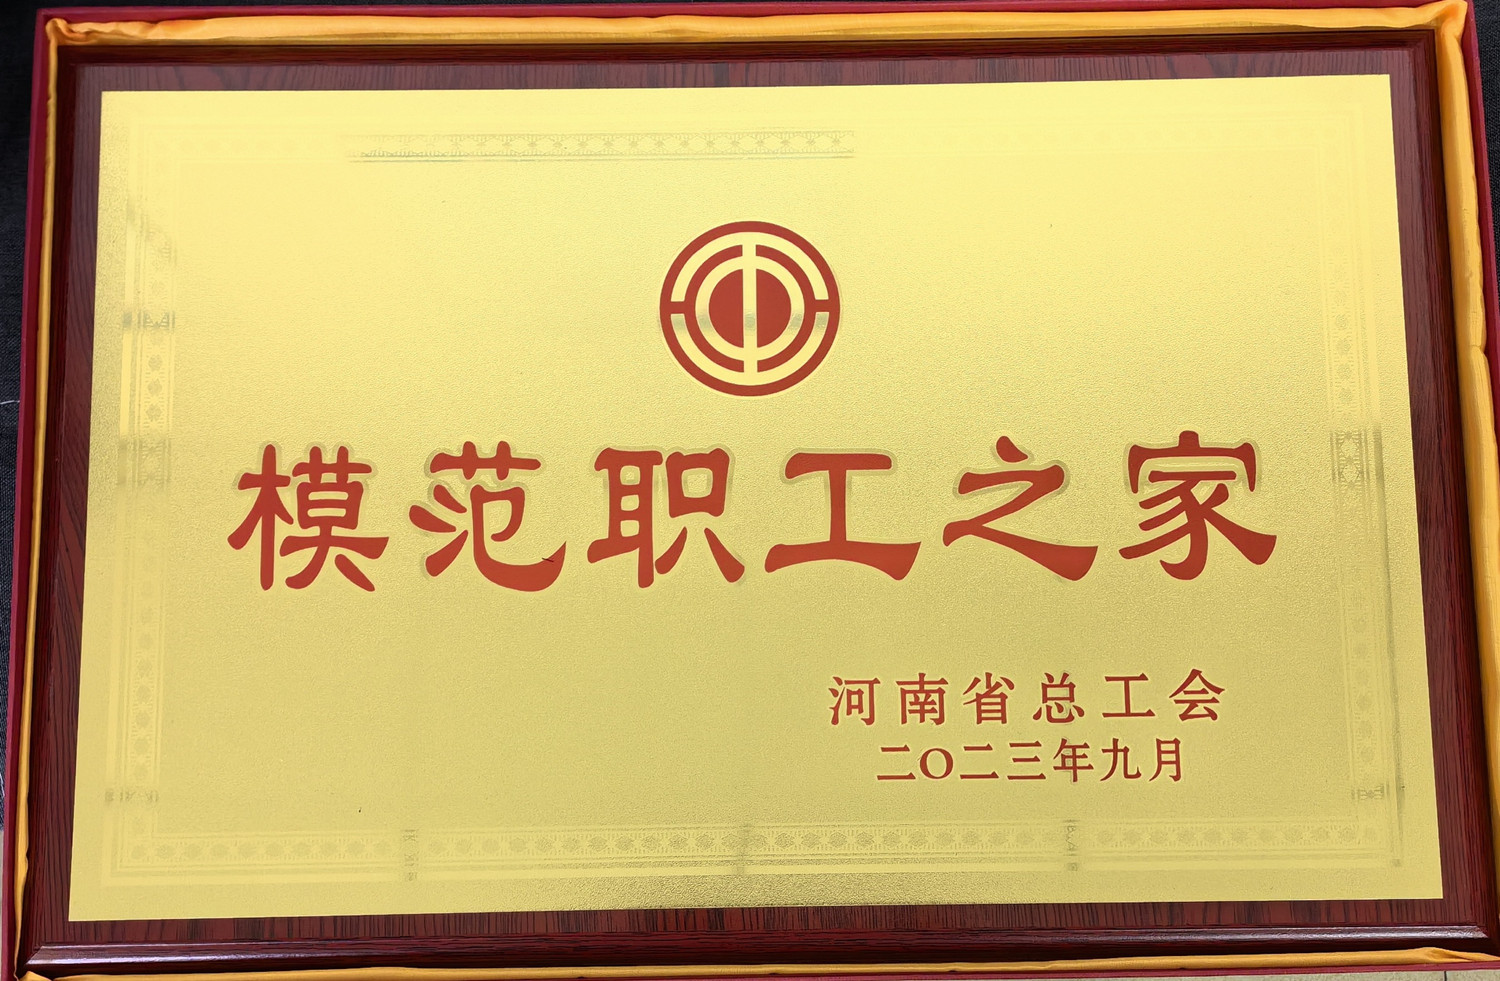 模范职工之家
河南省总工会
二〇二三年九月